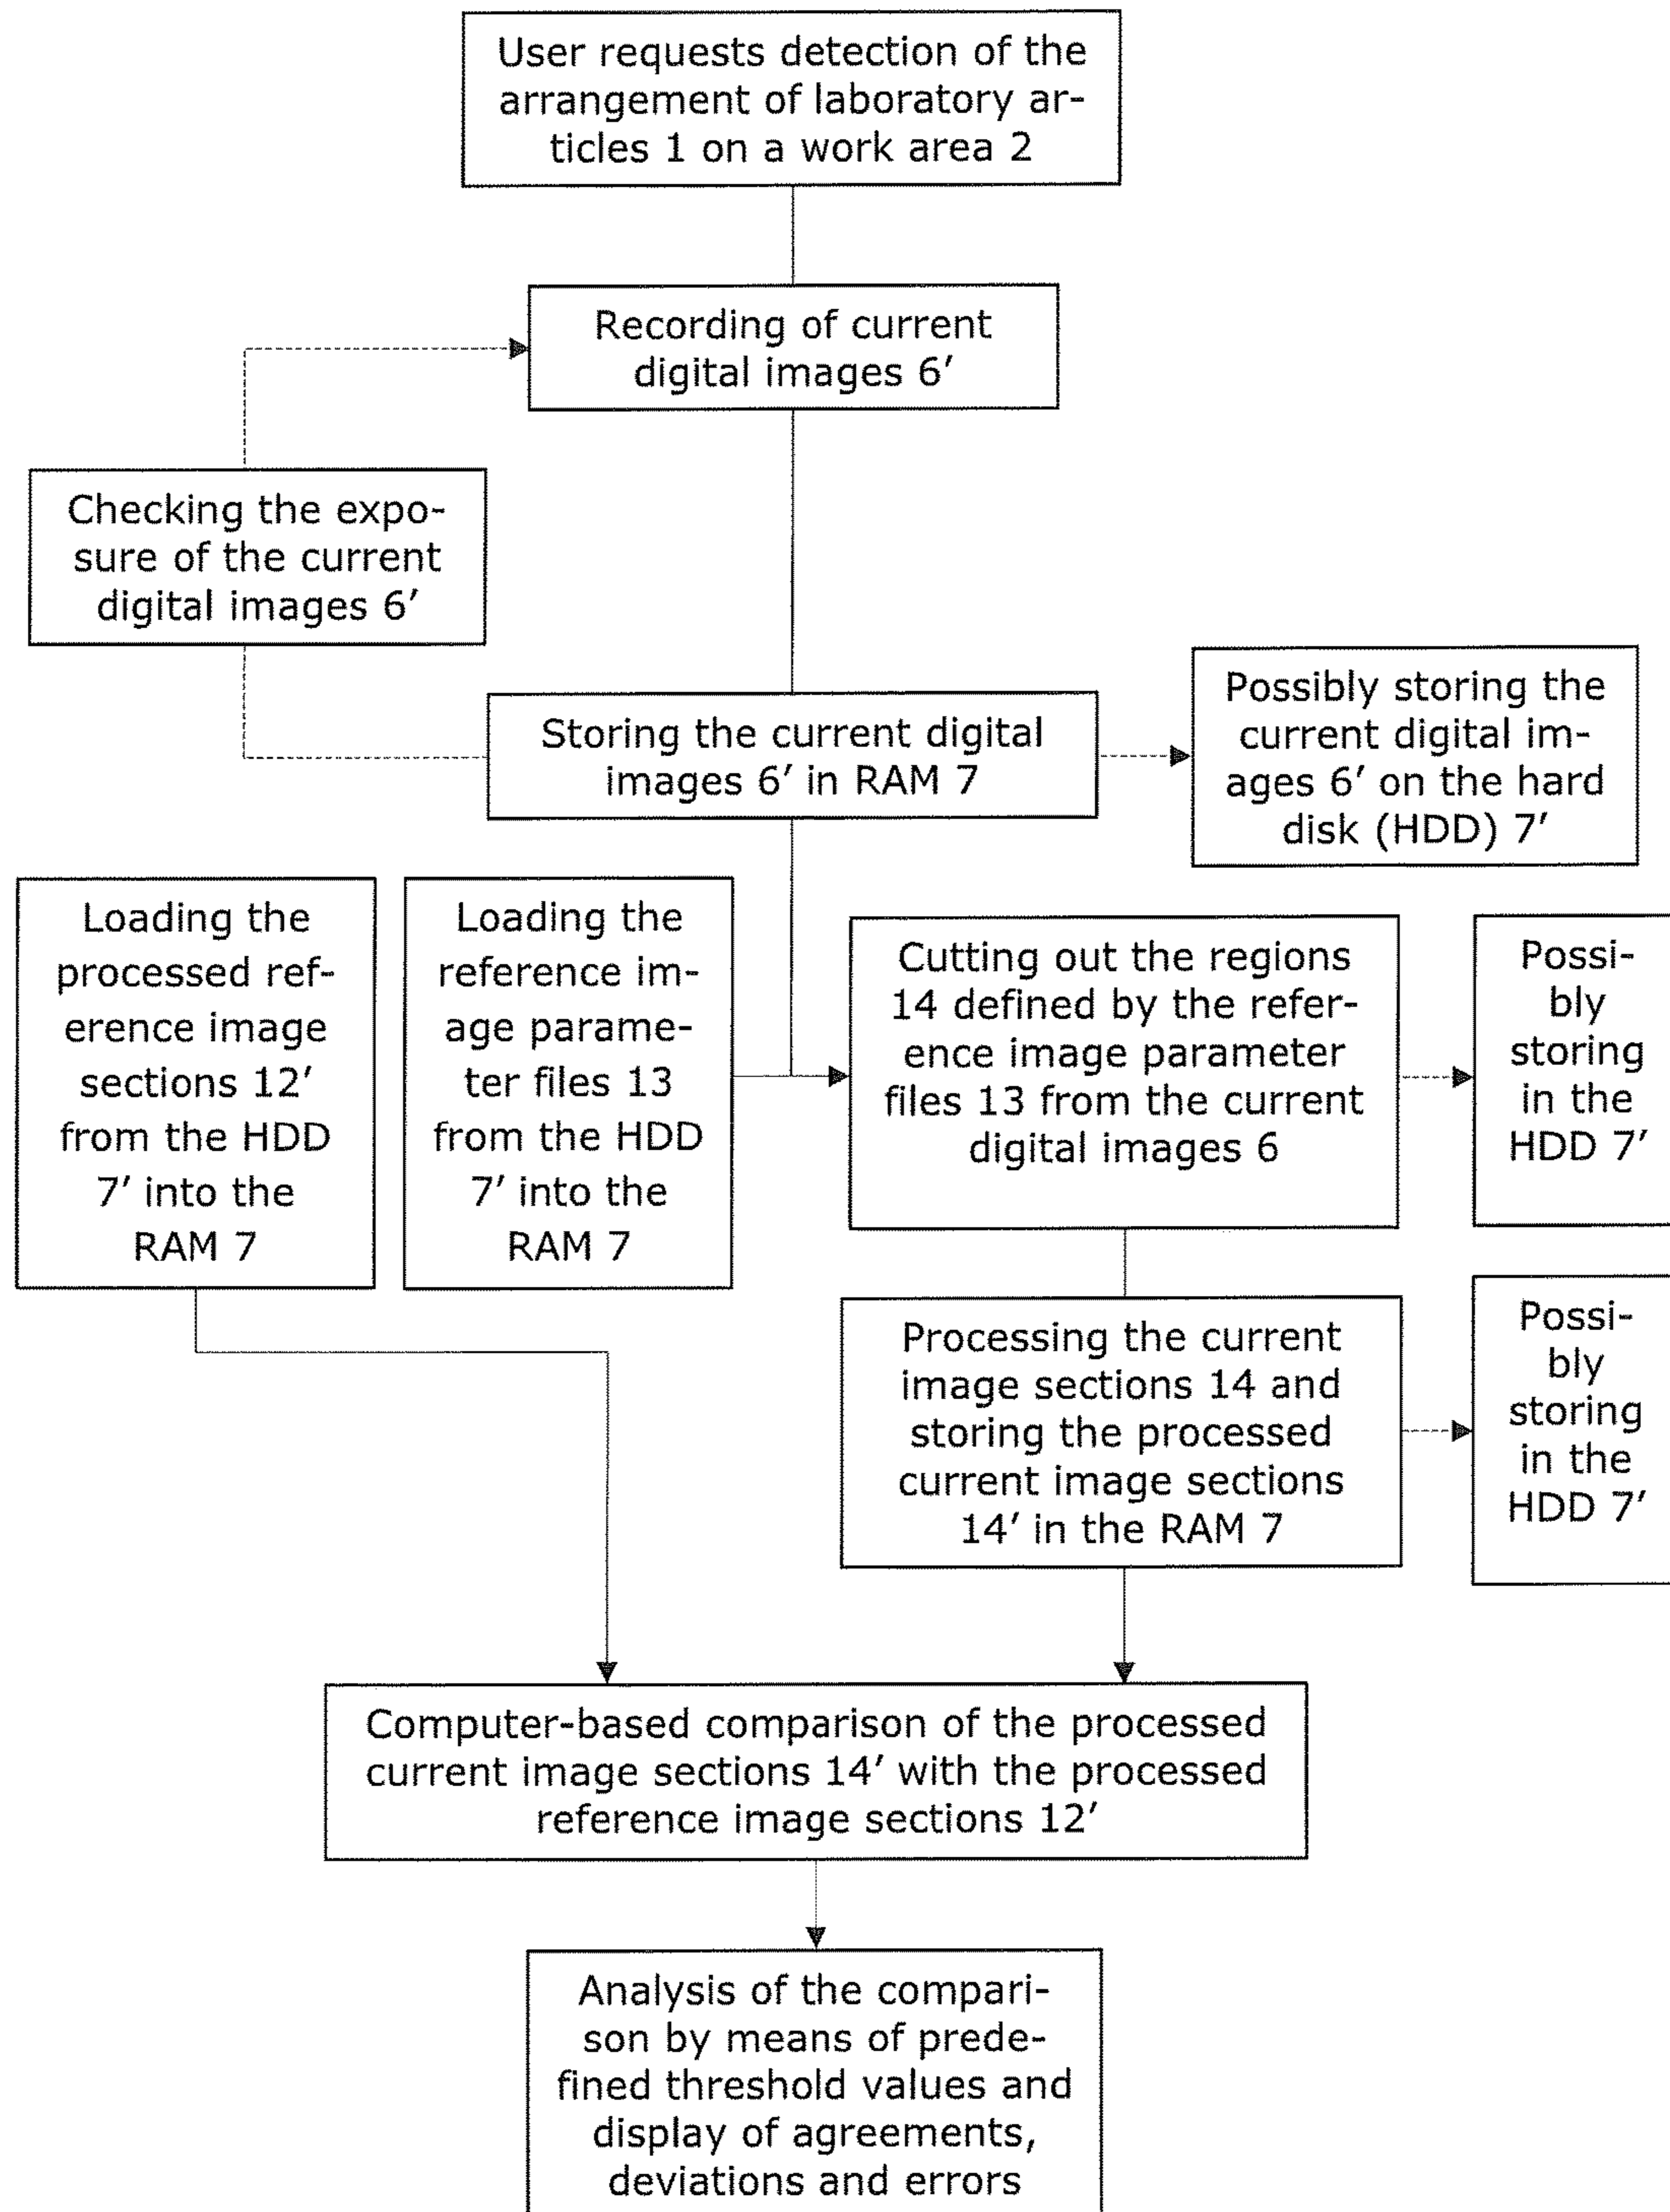 User requests detection of the
arrangement of laboratory ar-
ticles 1 on a work area 2
Recording of current
digital images 6′
Checking the expo-
sure of the current
digital images 6′
Storing the current digital
images 6′ in RAM 7
Possibly storing the
current digital im-
ages 6′ on the hard
disk (HDD) 7′
Loading the
processed ref-
erence image
sections 12′
from the HDD
7′ into the
RAM 7
Loading the
reference im-
age parame-
ter files 13
from the HDD
7′ into the
RAM 7
Cutting out the regions
14 defined by the refer-
ence image parameter
files 13 from the current
digital images 6
Possi-
bly
storing
in the
HDD 7′
Processing the current
image sections 14 and
storing the processed
current image sections
14′ in the RAM 7
Possi-
bly
storing
in the
HDD 7′
Computer-based comparison of the processed
current image sections 14′ with the processed
reference image sections 12′
Analysis of the compari-
son by means of prede-
fined threshold values and
display of agreements,
deviations and errors